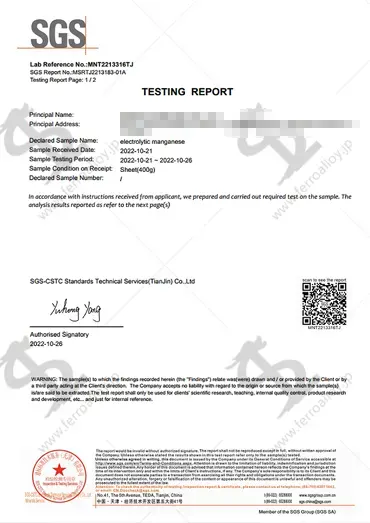 SGS
Lab Reference No.:MNT2213316TJ
SGS Report No.:MSRTJ2213183-01A
Testing Report Page: 1 / 2
TESTING REPORT
Principal Name:
Principal Address:
Declared Sample Name: electrolytic manganese
Sample Received Date: 2022-10-21
Sample Testing Period: 2022-10-21 ~ 2022-10-26
Sample Condition on Receipt: Sheet(400g)
Declared Sample Number: /
In accordance with instructions received from applicant, we prepared and carried out required test on the sample. The
analysis results reported as refer to the next page(s)
SGS-CSTC Standards Technical Services(TianJin) Co.,Ltd
scan to see the report
MNT2213316TJ
Yuhong Yang
Authorised Signatory
2022-10-26
WARNING: The sample(s) to which the findings recorded herein (the "Findings) relate was(were) drawn and / or provided by the Client or by
a third party acting at the Client's direction. The Company accepts no liability with regard to the origin or source from which the sample(s)
is/are said to be extracted.The test report shall only be used for clients' scientific research, teaching, internal quality control, product research
and development, etc... and just for internal reference.
No.41, The 5th Avenue, TEDA, Tianjin, China
www.sgsgroup.com.cn
中国·天津·经济技术开发区第五大街41号
Member of the SGS Group (SGS SA)
www.ferroalloy.jp